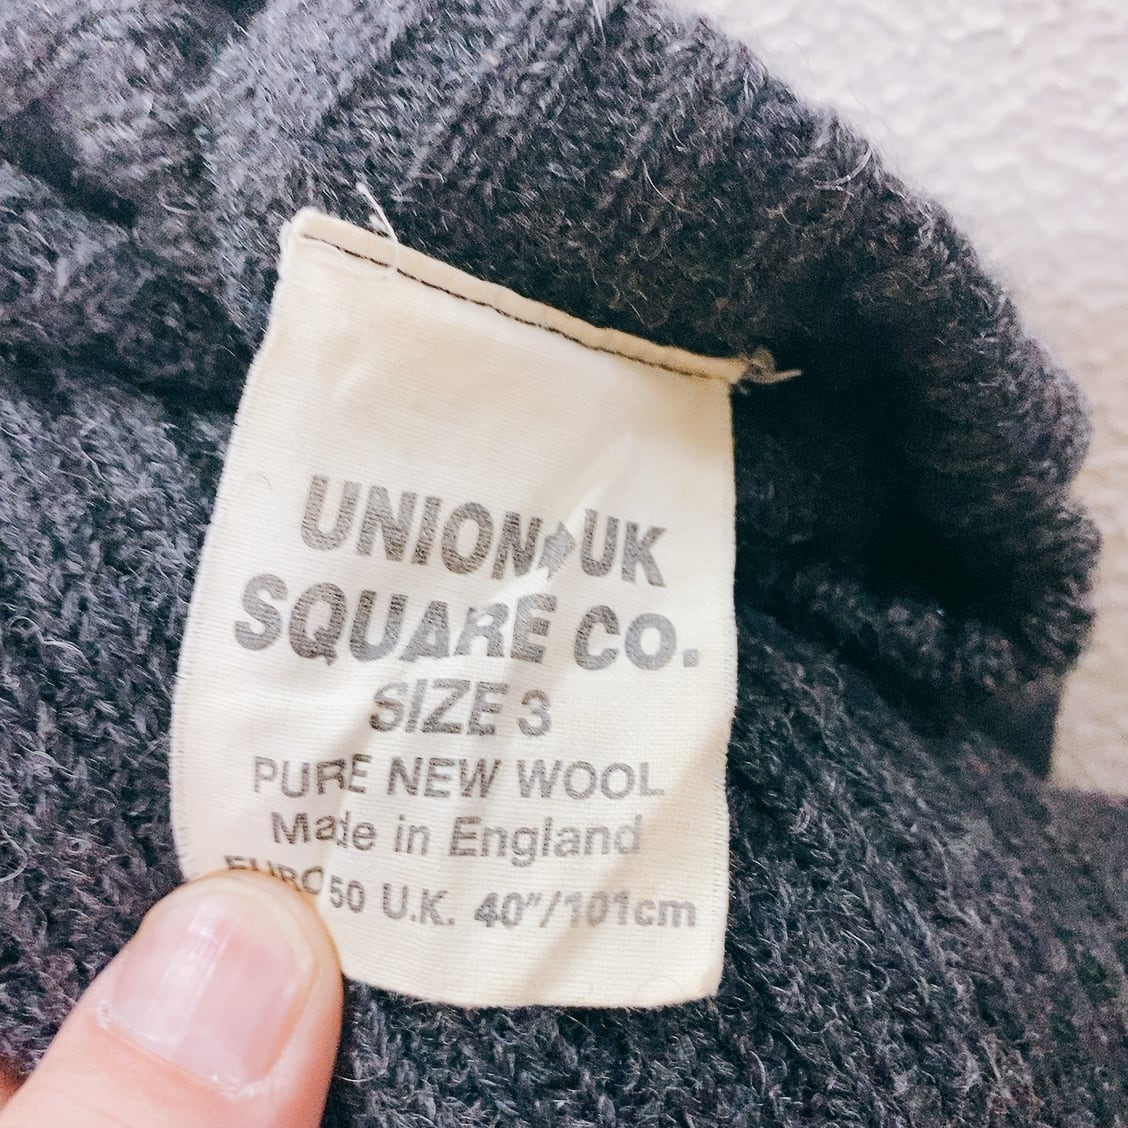 UNION UK
SQUARE CO.
SIZE 3
PURE NEW WOOL
Made in England
EURO 50 U.K. 40"/101cm